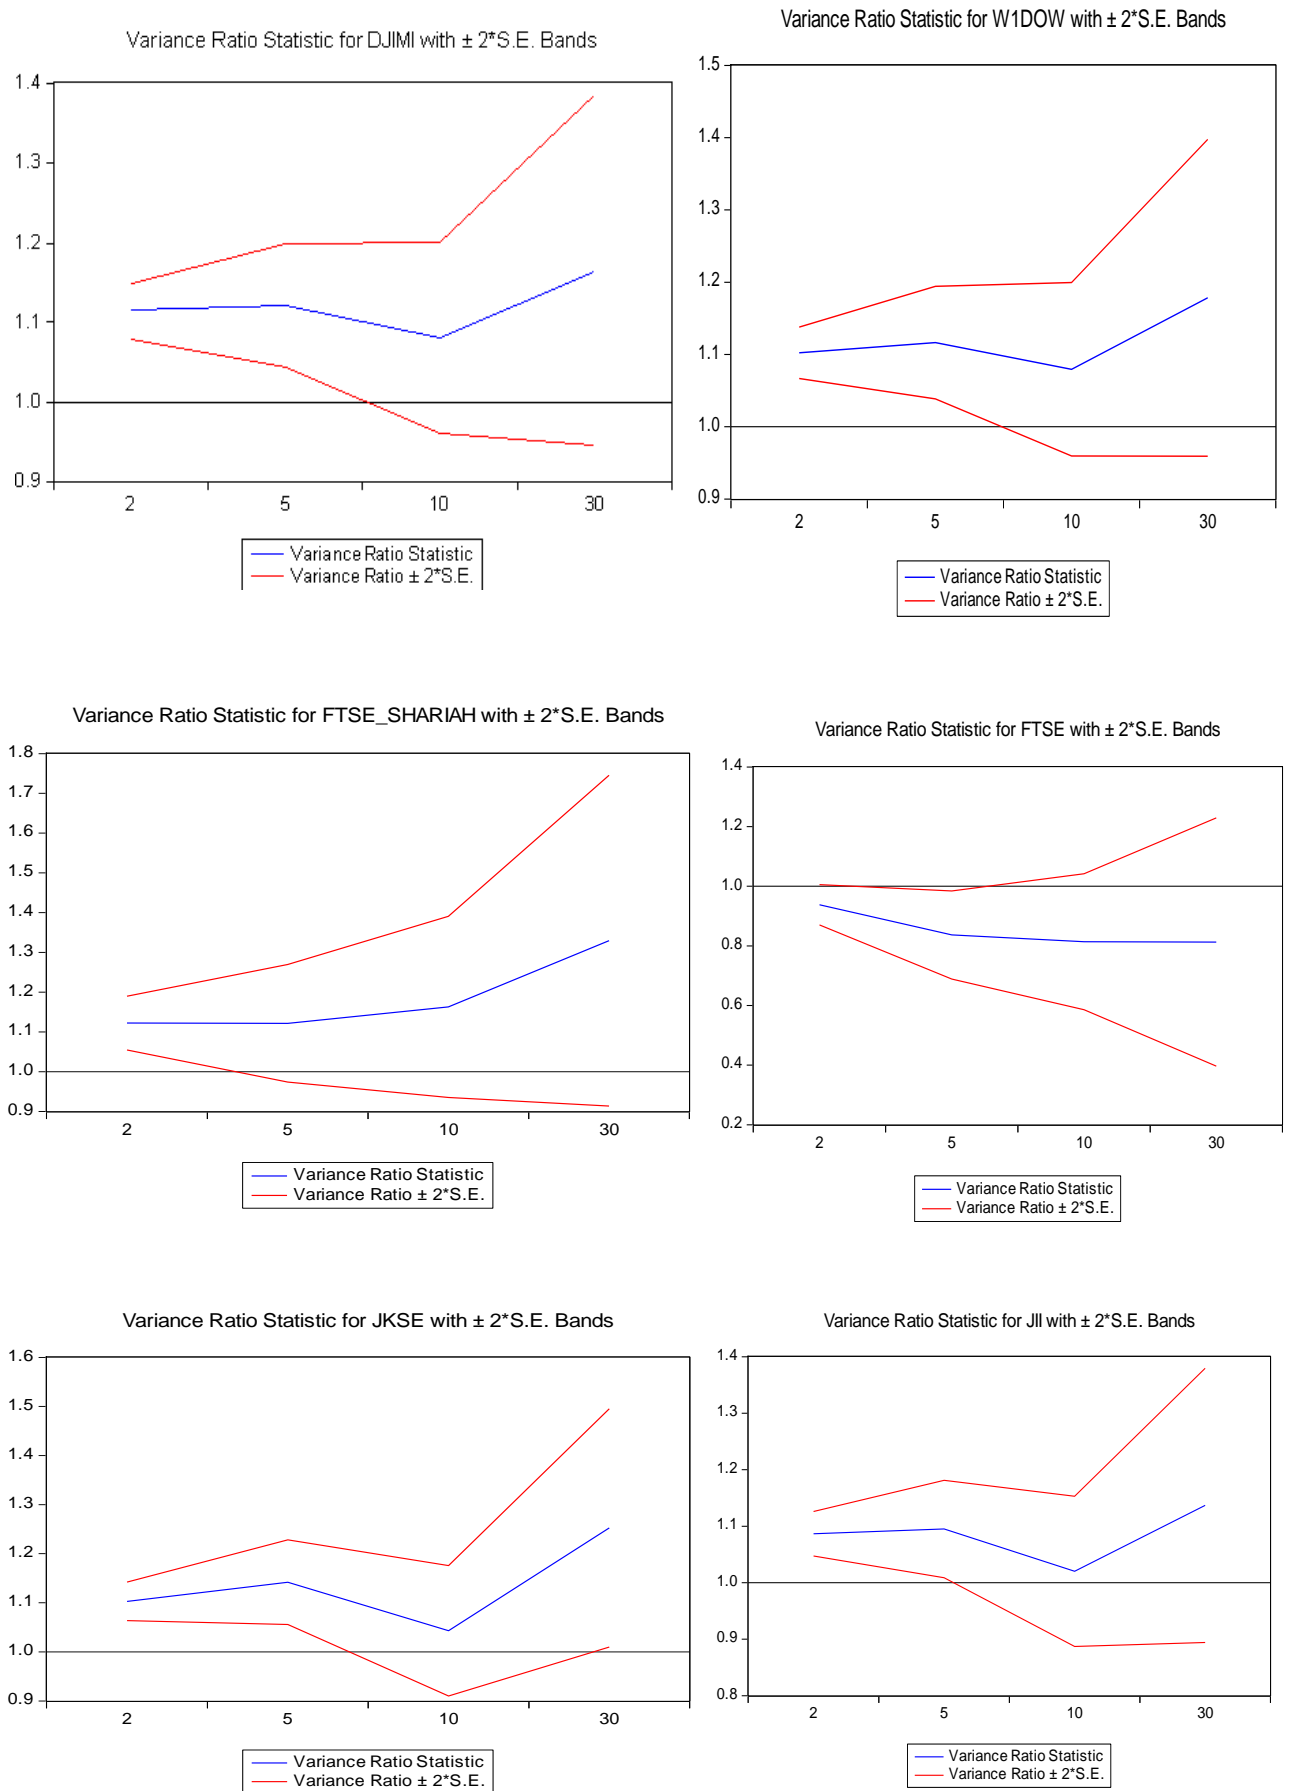 Variance Ratio Statistic for DJIMI with ± 2*S.E. Bands
1.4
1.3
1.2
1.1
1.0
0.9
2 5 10 30
Variance Ratio Statistic
Variance Ratio ± 2*S.E.
Variance Ratio Statistic for W1DOW with ± 2*S.E. Bands
1.5
1.4
1.3
1.2
1.1
1.0
0.9
2 5 10 30
Variance Ratio Statistic
Variance Ratio ± 2*S.E.
Variance Ratio Statistic for FTSE_SHARIAH with ± 2*S.E. Bands
1.8
1.7
1.6
1.5
1.4
1.3
1.2
1.1
1.0
0.9
2 5 10 30
Variance Ratio Statistic
Variance Ratio ± 2*S.E.
Variance Ratio Statistic for FTSE with ± 2*S.E. Bands
1.4
1.2
1.0
0.8
0.6
0.4
0.2
2 5 10 30
Variance Ratio Statistic
Variance Ratio ± 2*S.E.
Variance Ratio Statistic for JKSE with ± 2*S.E. Bands
1.6
1.5
1.4
1.3
1.2
1.1
1.0
0.9
2 5 10 30
Variance Ratio Statistic
Variance Ratio ± 2*S.E.
Variance Ratio Statistic for JII with ± 2*S.E. Bands
1.4
1.3
1.2
1.1
1.0
0.9
0.8
2 5 10 30
Variance Ratio Statistic
Variance Ratio ± 2*S.E.